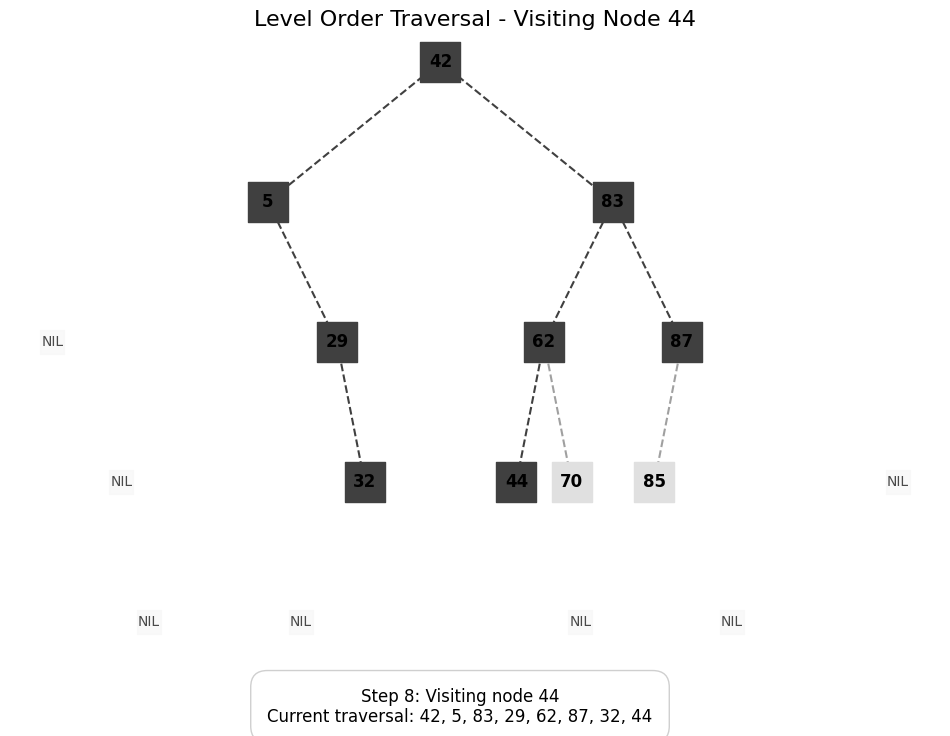 Level Order Traversal - Visiting Node 44
42
5
83
NIL
29
62
87
NIL
32
44
70
85
NIL
NIL
NIL
NIL
NIL
Step 8: Visiting node 44
Current traversal: 42, 5, 83, 29, 62, 87, 32, 44